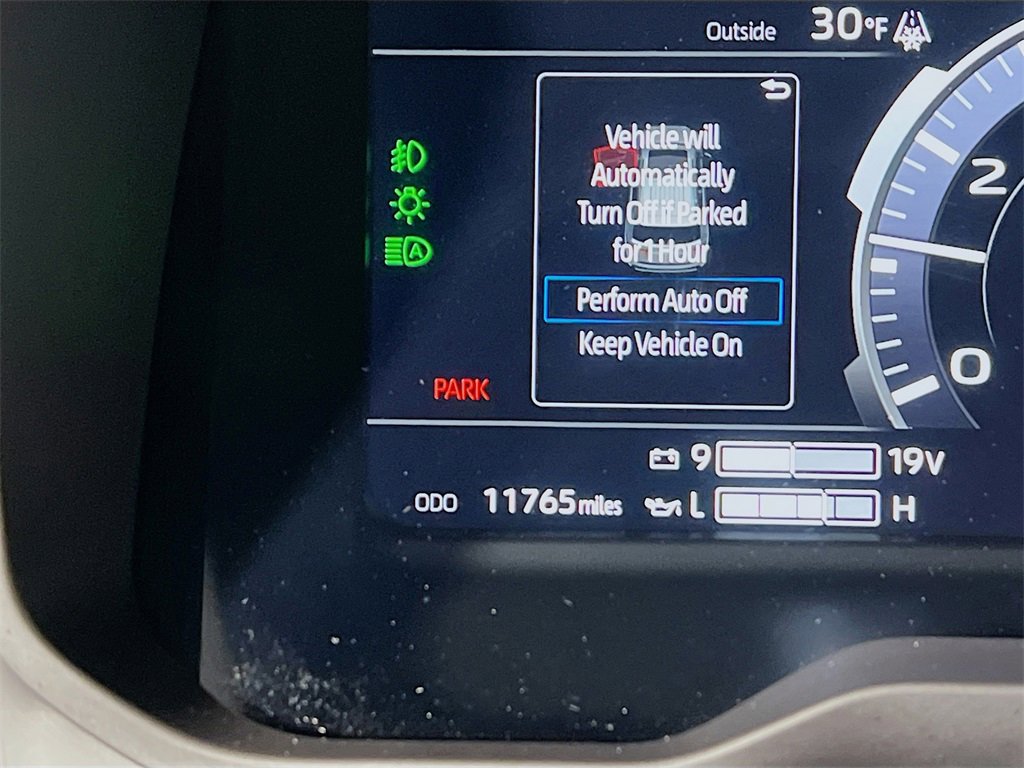 Outside 30°F
Vehicle will
Automatically
Turn Off if Parked
for 1 Hour
Perform Auto Off
Keep Vehicle On
A
PARK
2
0
9 19V
ODO 11765 miles L H